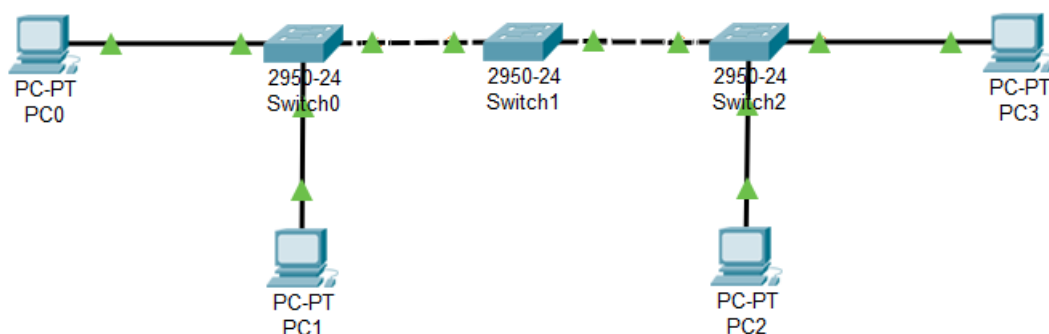 PC-PT
PC0
2950-24
Switch0
2950-24
Switch1
2950-24
Switch2
PC-PT
PC3
PC-PT
PC1
PC-PT
PC2